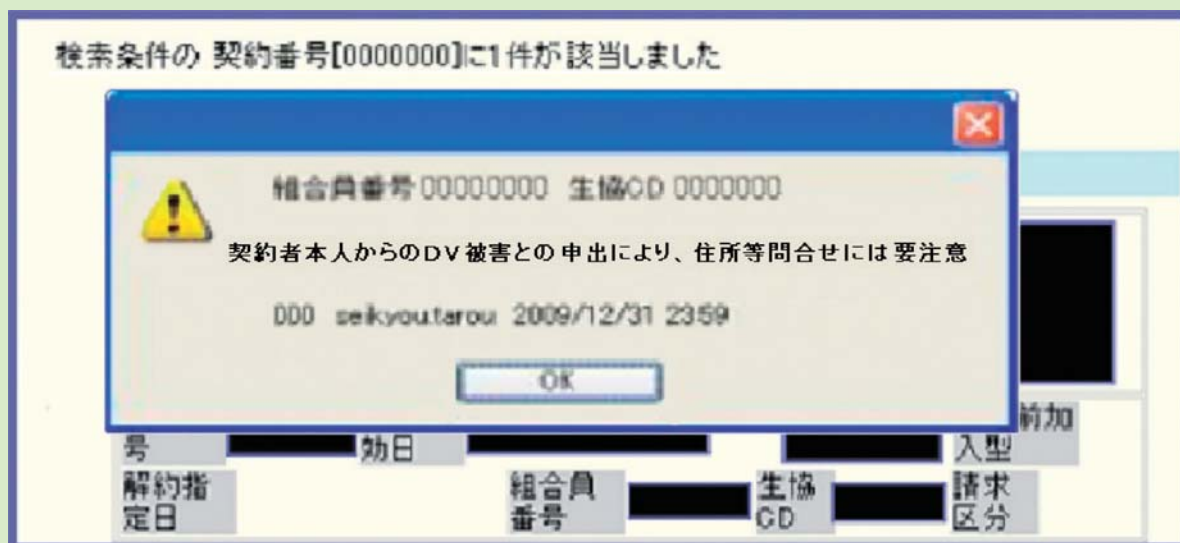 検索条件の 契約番号[0000000]に1件が該当しました
組合員番号 00000000 生協CD 0000000
契約者本人からのDV被害との申出により、住所等問合せには要注意
000 seikyou.tarou 2009/12/31 23:59
OK
号
効日
前加
入型
解約指
定日
組合員
番号
生協
CD
請求
区分